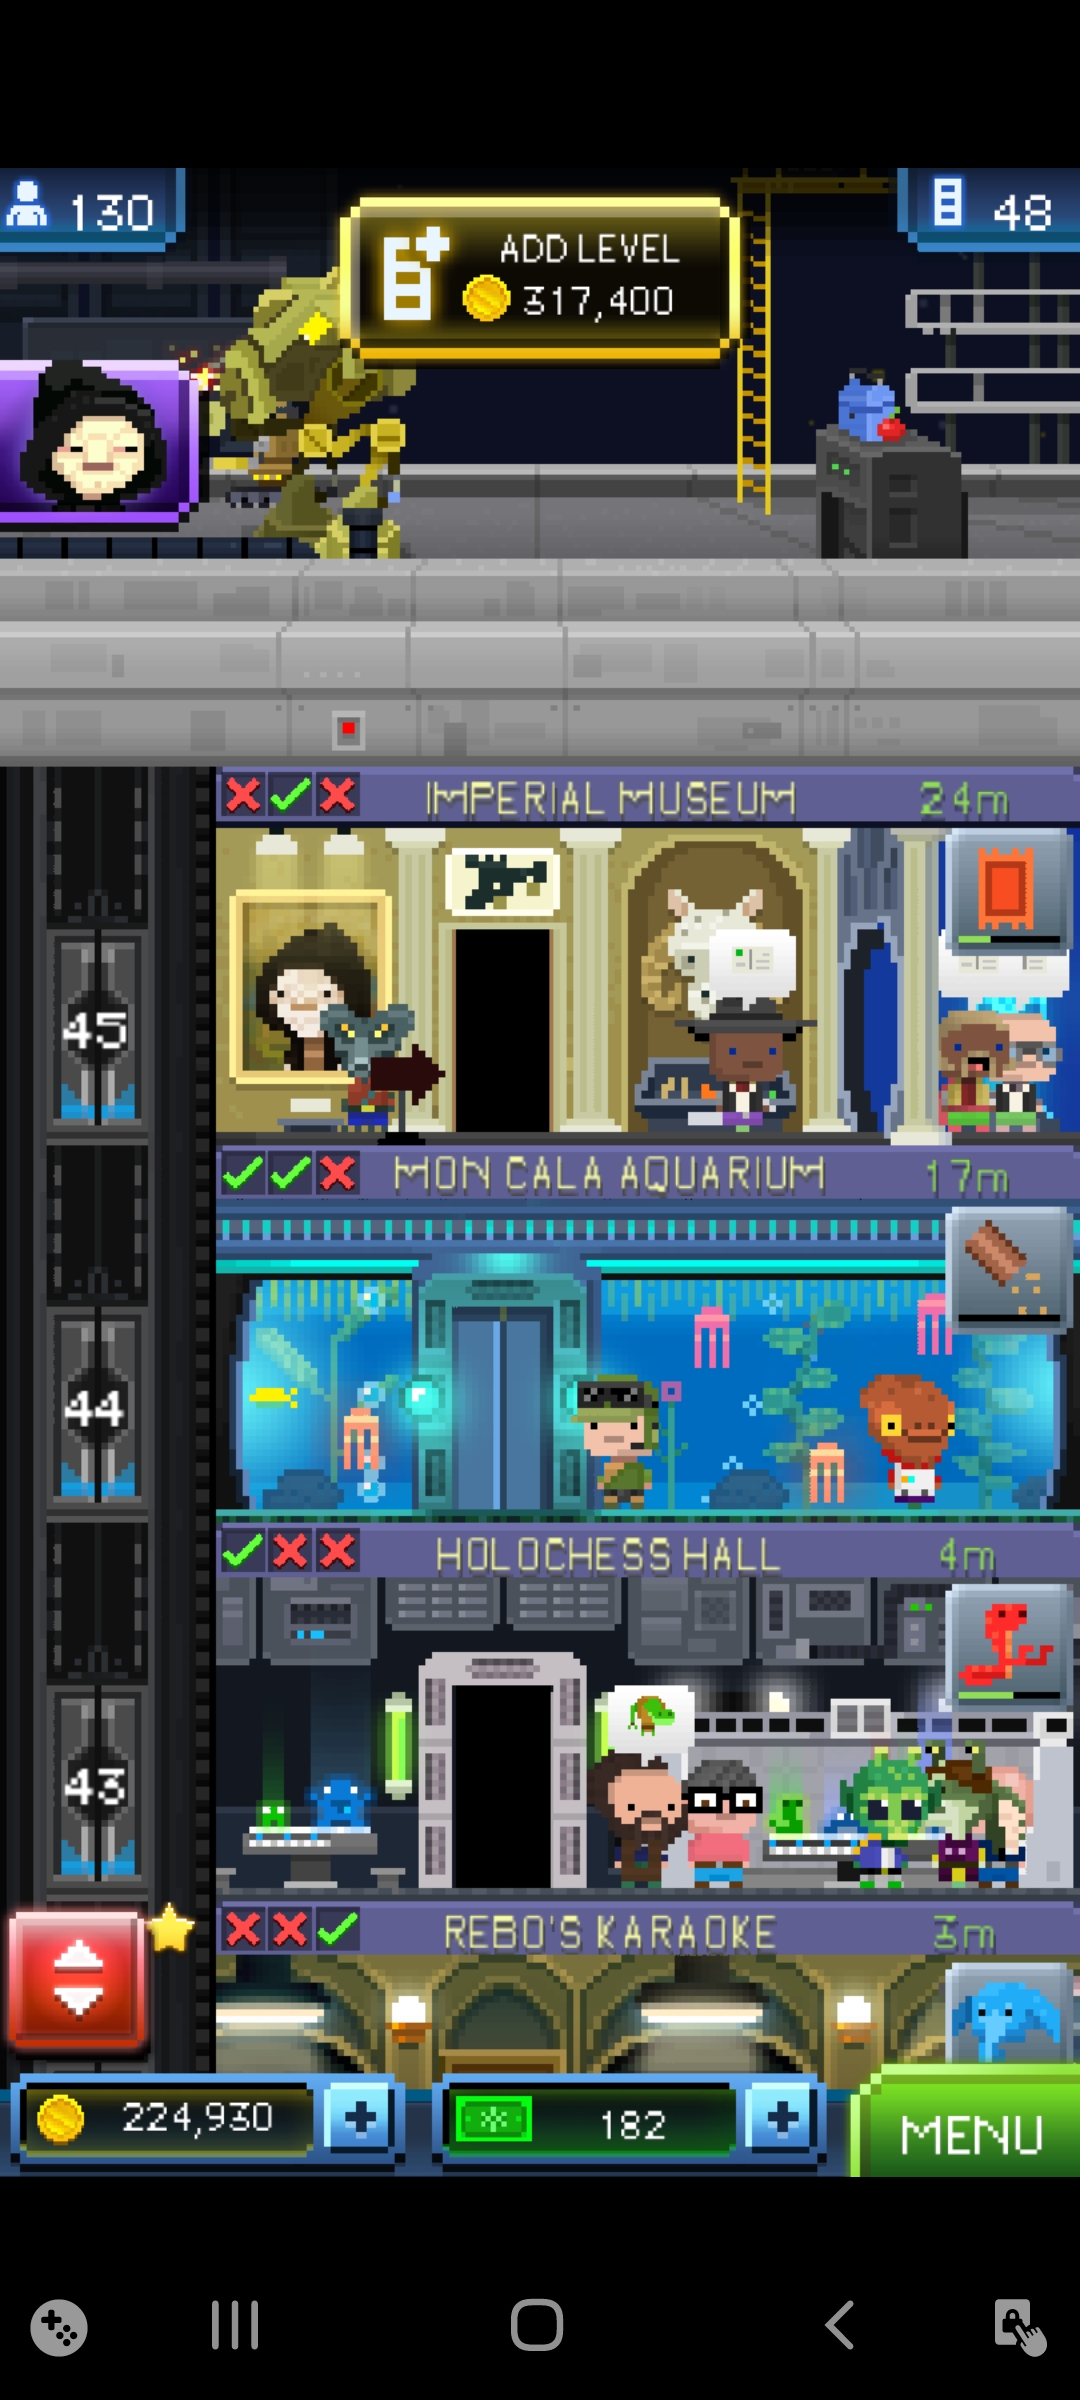 130
ADD LEVEL
317,400
48
IMPERIAL MUSEUM 24m
45
MON CALA AQUARIUM 17m
44
HOLOCHESS HALL 4m
43
REBO'S KARAOKE 3m
224,930
182
MENU